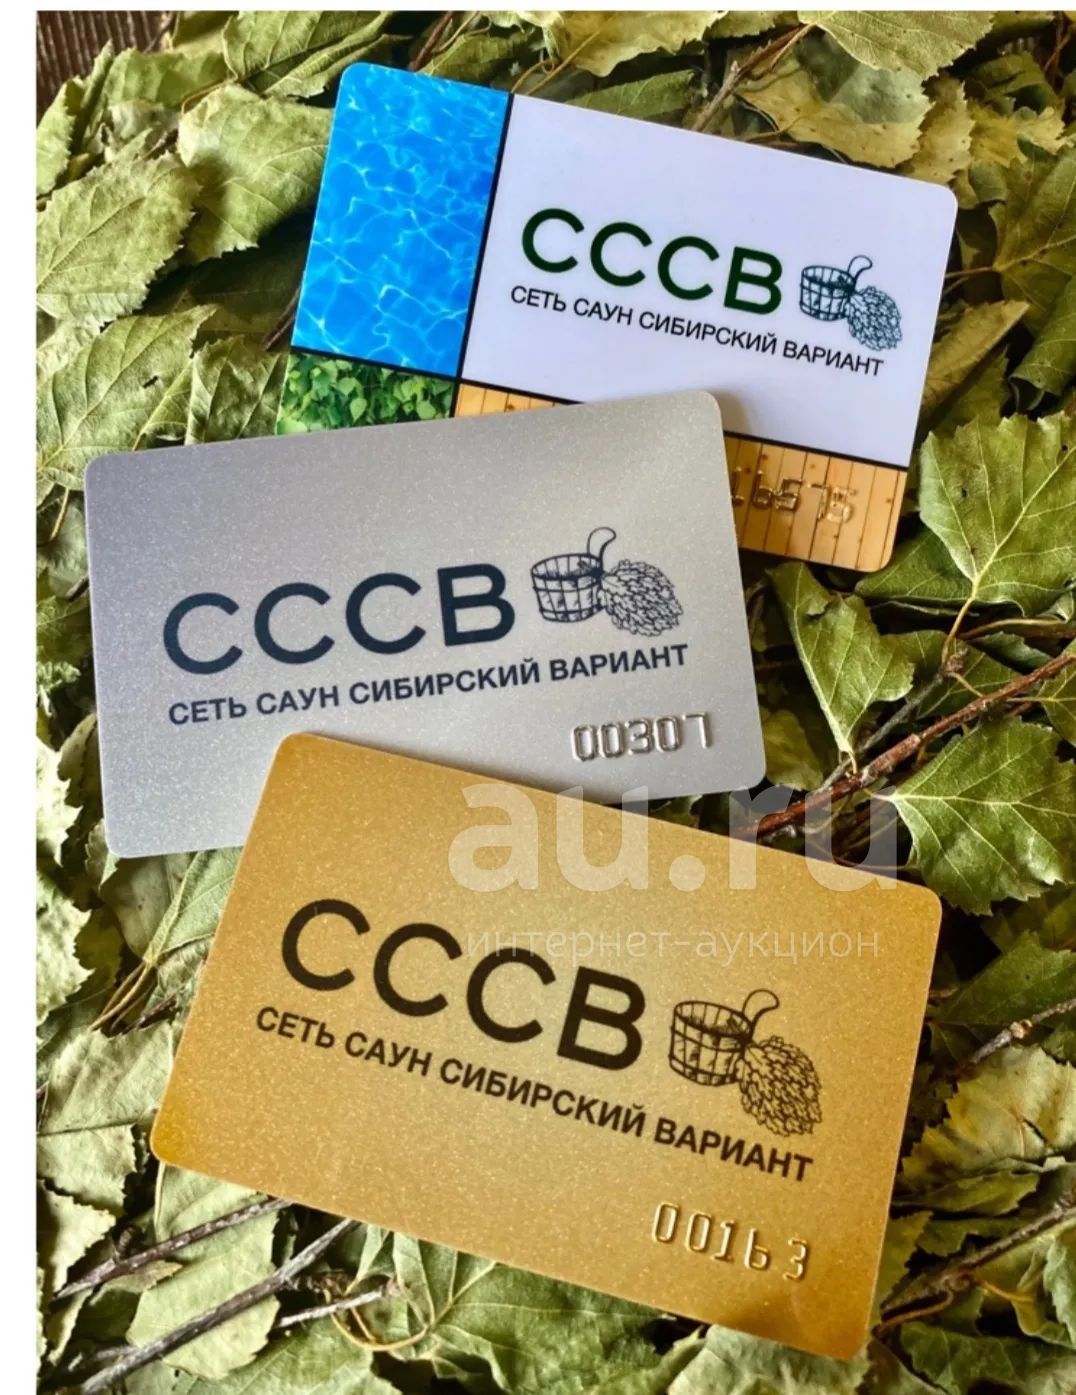 СССВ
СЕТЬ САУН СИБИРСКИЙ ВАРИАНТ
16575
СССВ
СЕТЬ САУН СИБИРСКИЙ ВАРИАНТ
00307
au.ru
интернет-аукцион
СССВ
СЕТЬ САУН СИБИРСКИЙ ВАРИАНТ
00163